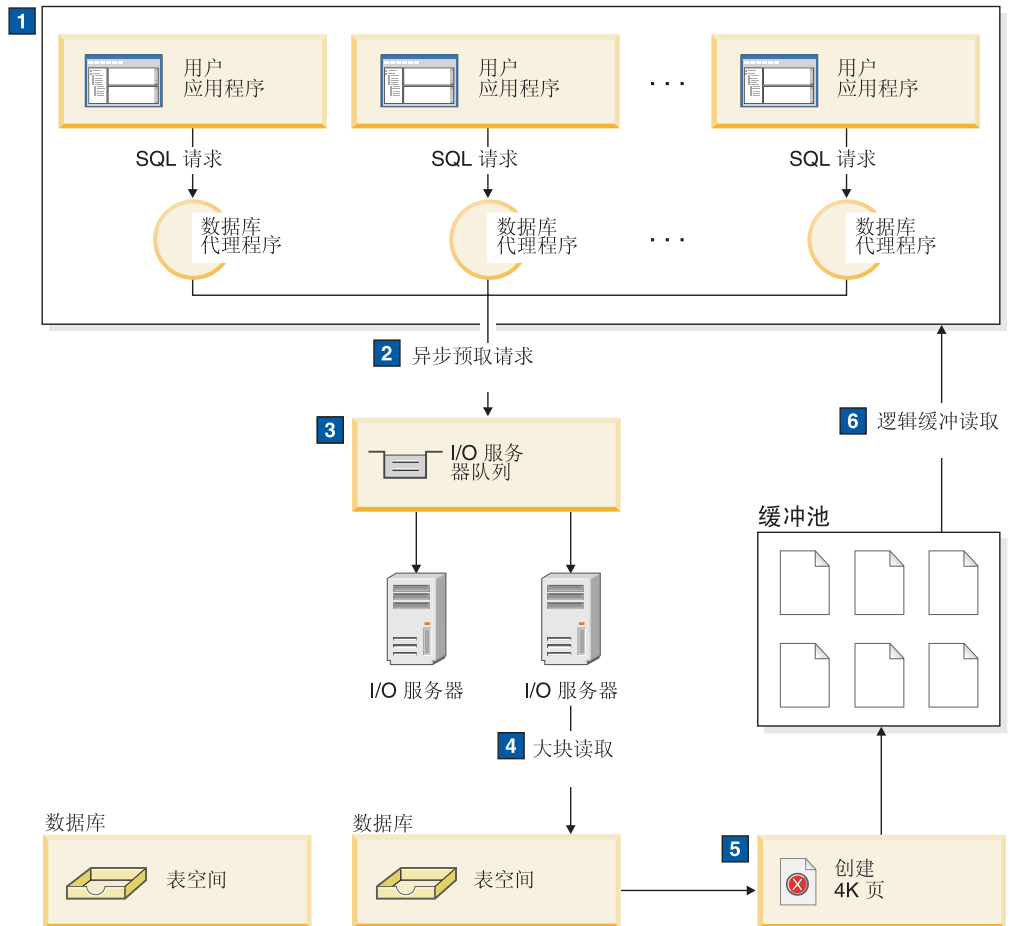 1
用户
应用程序
用户
应用程序
. . .
用户
应用程序
SQL 请求
SQL 请求
SQL 请求
数据库
代理程序
数据库
代理程序
. . .
数据库
代理程序
2 异步预取请求
3
I/O 服务
器队列
6 逻辑缓冲读取
缓冲池
I/O 服务器
I/O 服务器
4 大块读取
数据库
表空间
数据库
表空间
5
创建
4K 页